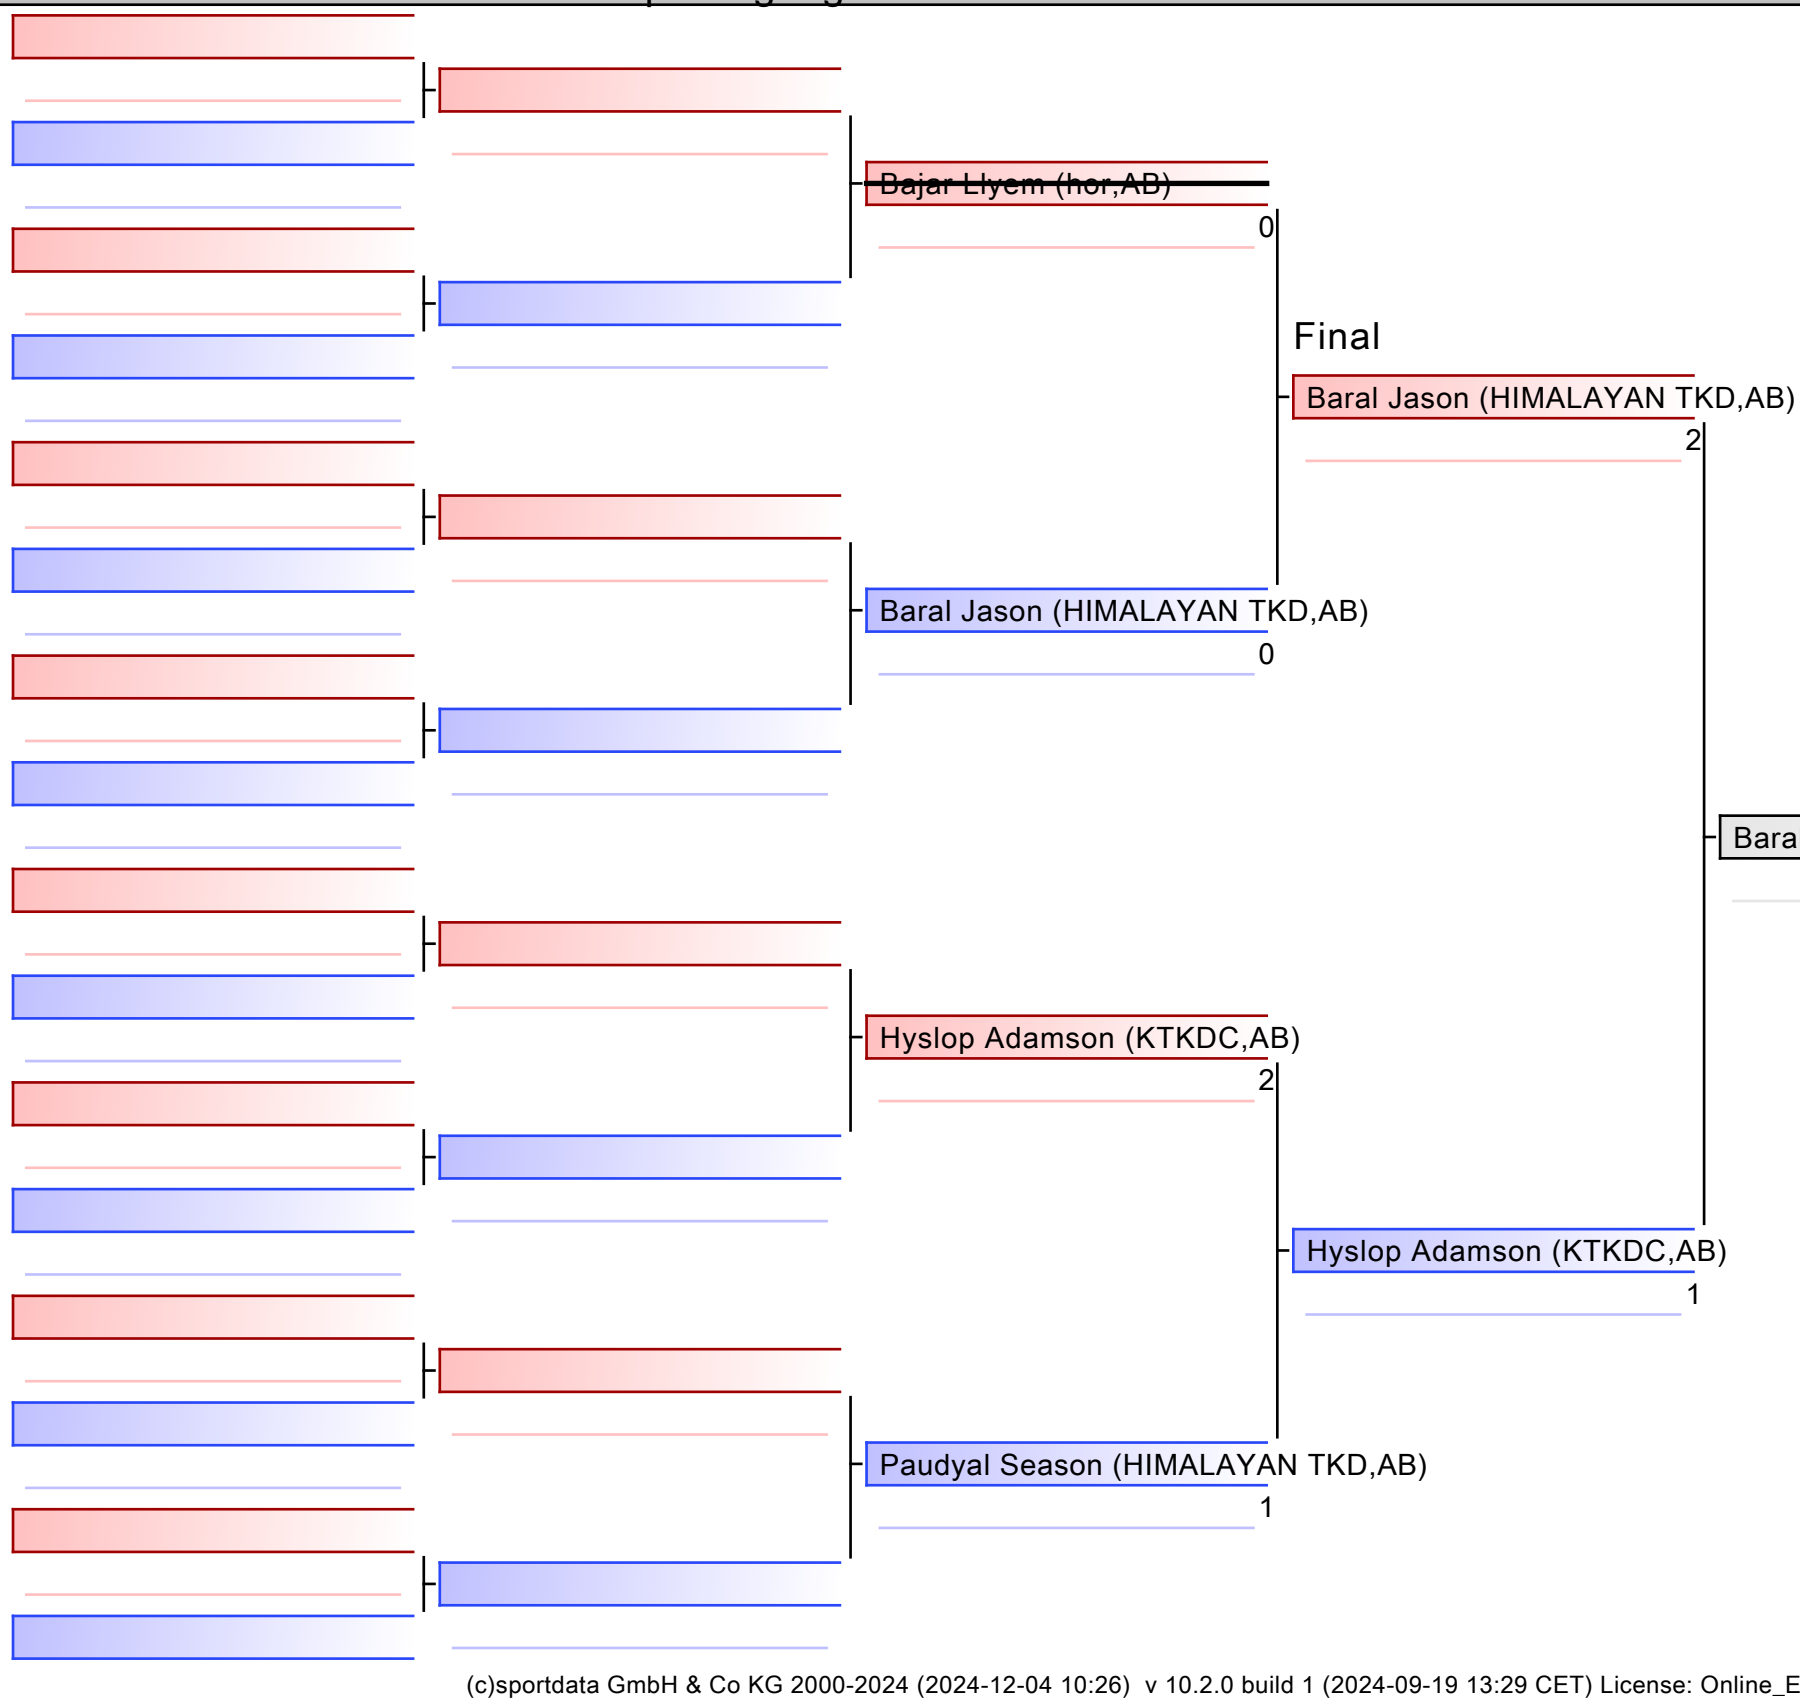 Bajar Llyem (hor,AB)
0
Final
Baral Jason (HIMALAYAN TKD,AB)
2
Baral Jason (HIMALAYAN TKD,AB)
0
Bara
Hyslop Adamson (KTKDC,AB)
2
Hyslop Adamson (KTKDC,AB)
1
Paudyal Season (HIMALAYAN TKD,AB)
1
(c)sportdata GmbH & Co KG 2000-2024 (2024-12-04 10:26) v 10.2.0 build 1 (2024-09-19 13:29 CET) License: Online_E